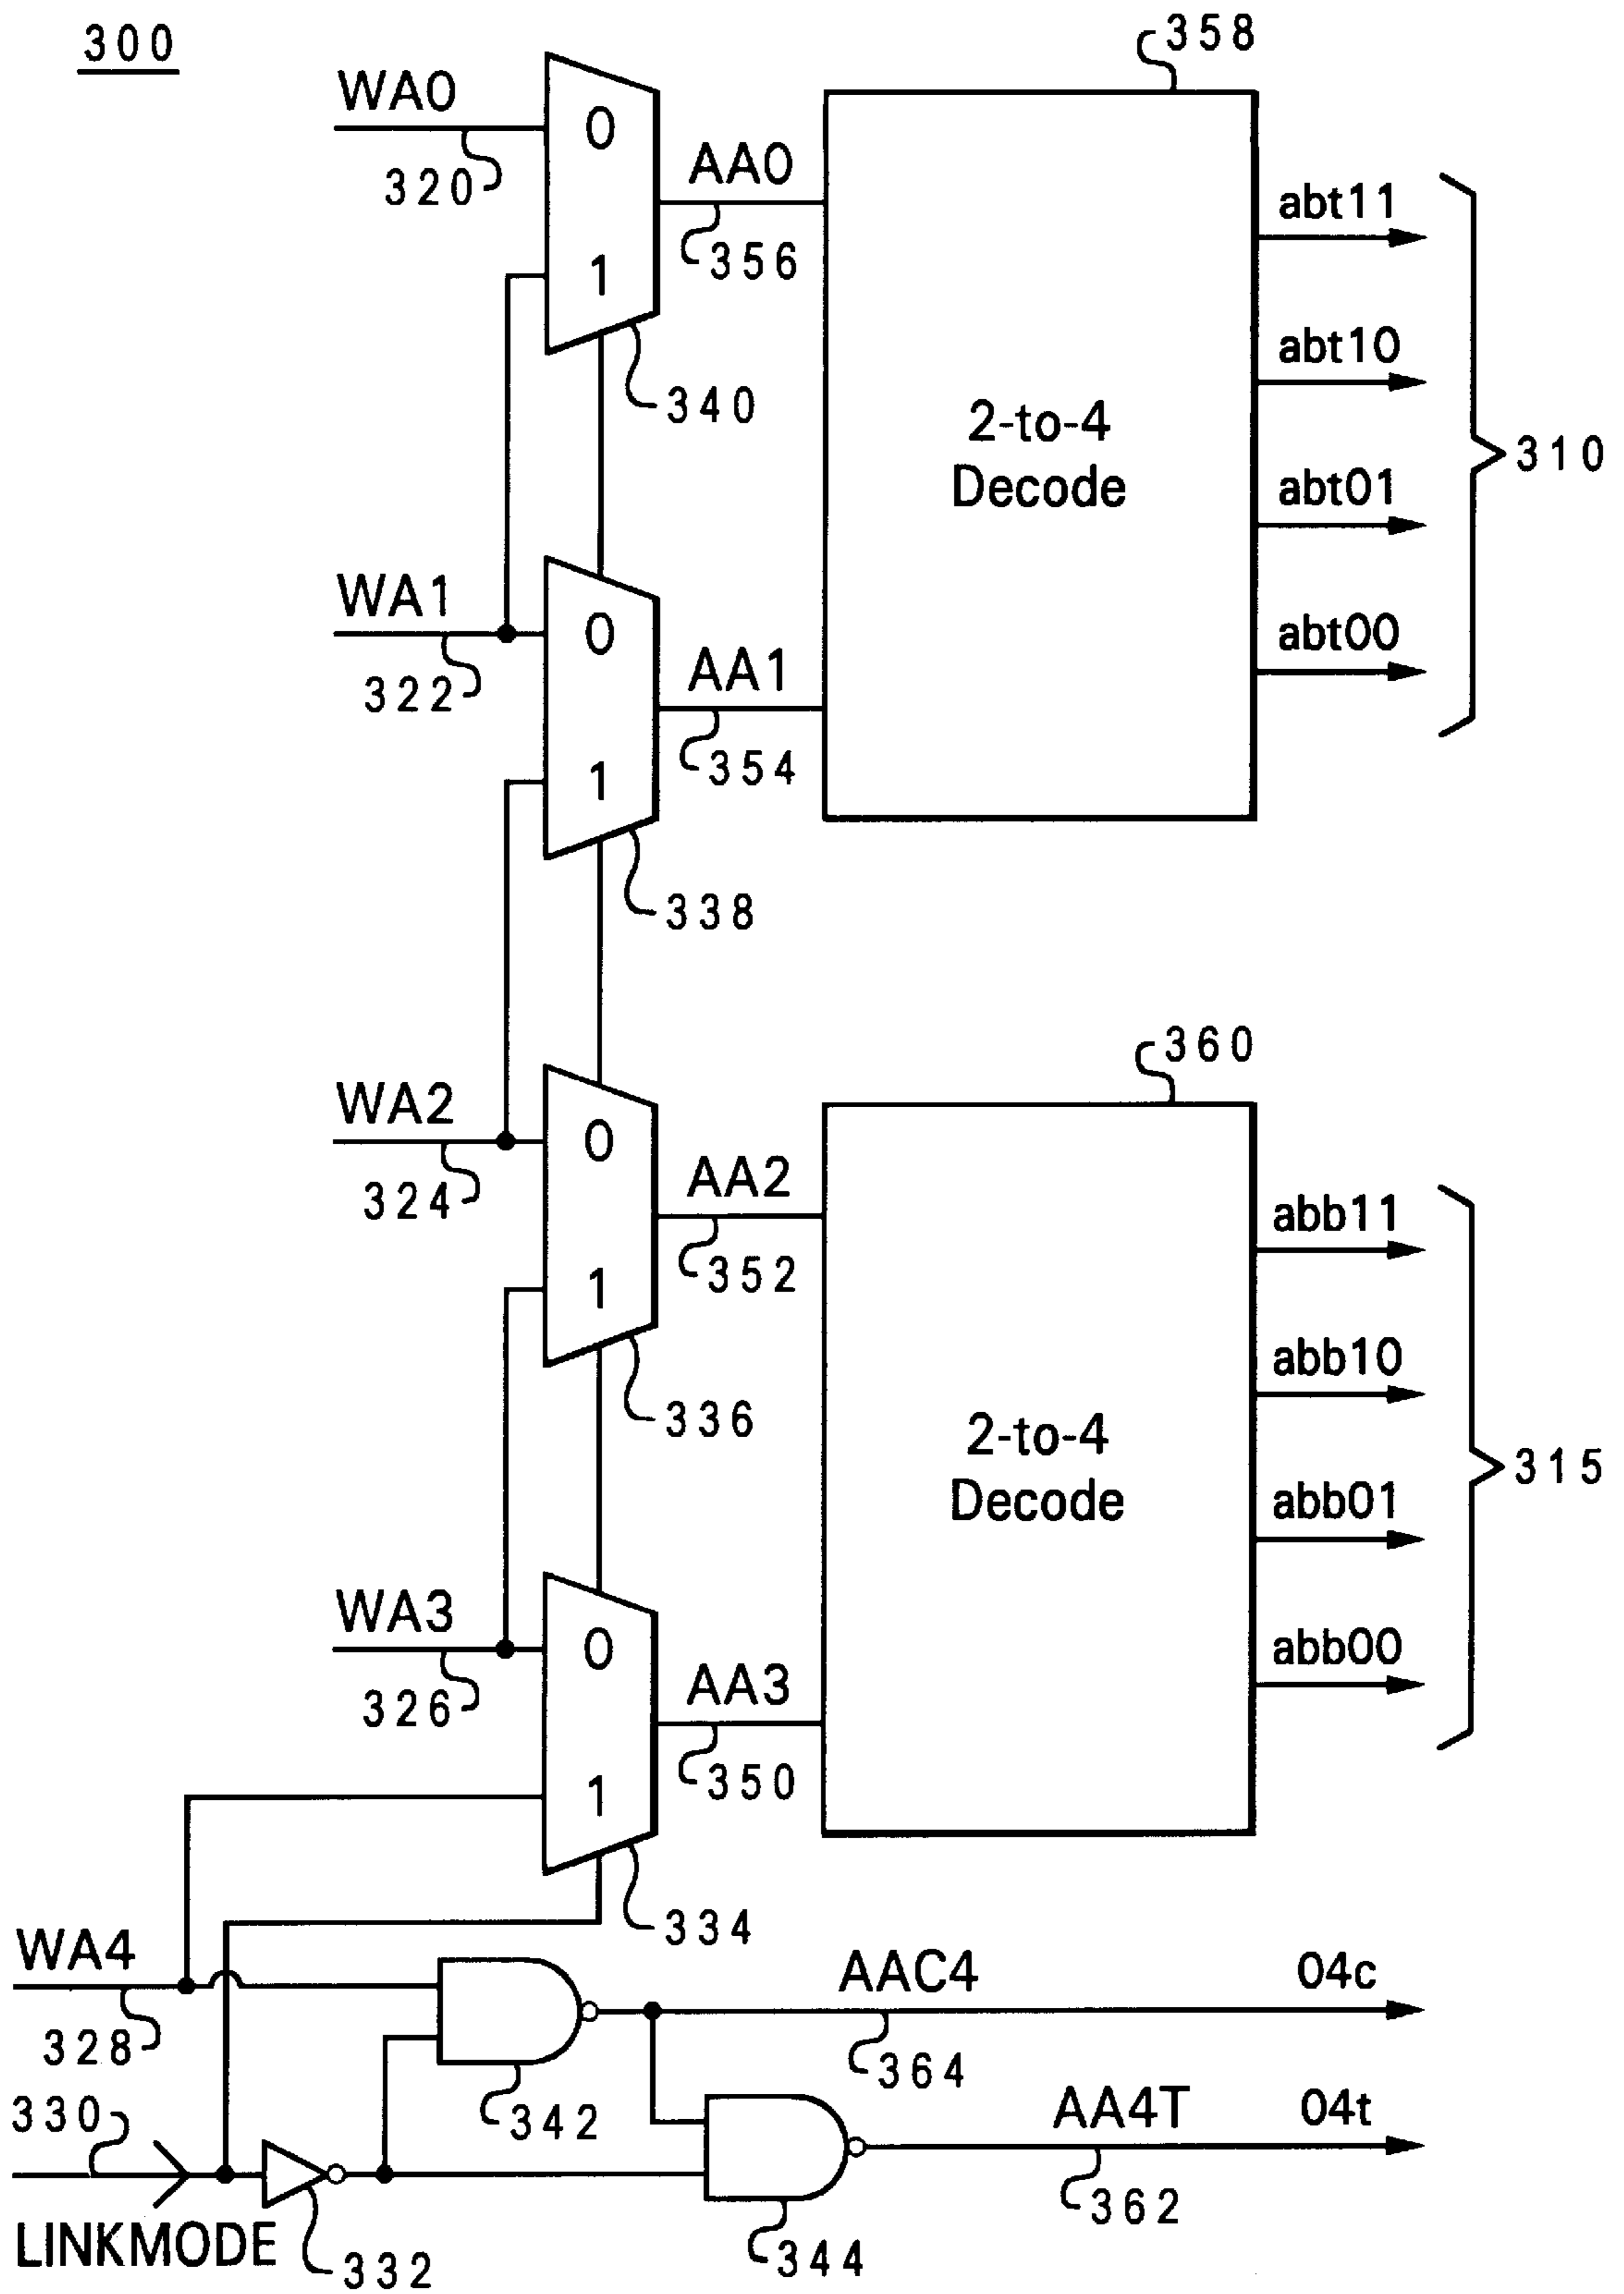 300
358
WA0
0
320
AA0
356
1
340
abt11
abt10
abt01
abt00
310
2-to-4
Decode
WA1
0
322
AA1
354
1
338
360
WA2
0
324
AA2
352
1
336
abb11
abb10
abb01
abb00
315
2-to-4
Decode
WA3
0
326
AA3
350
1
334
WA4
328
AAC4
04c
364
342
330
AA4T
04t
362
LINKMODE
332
344